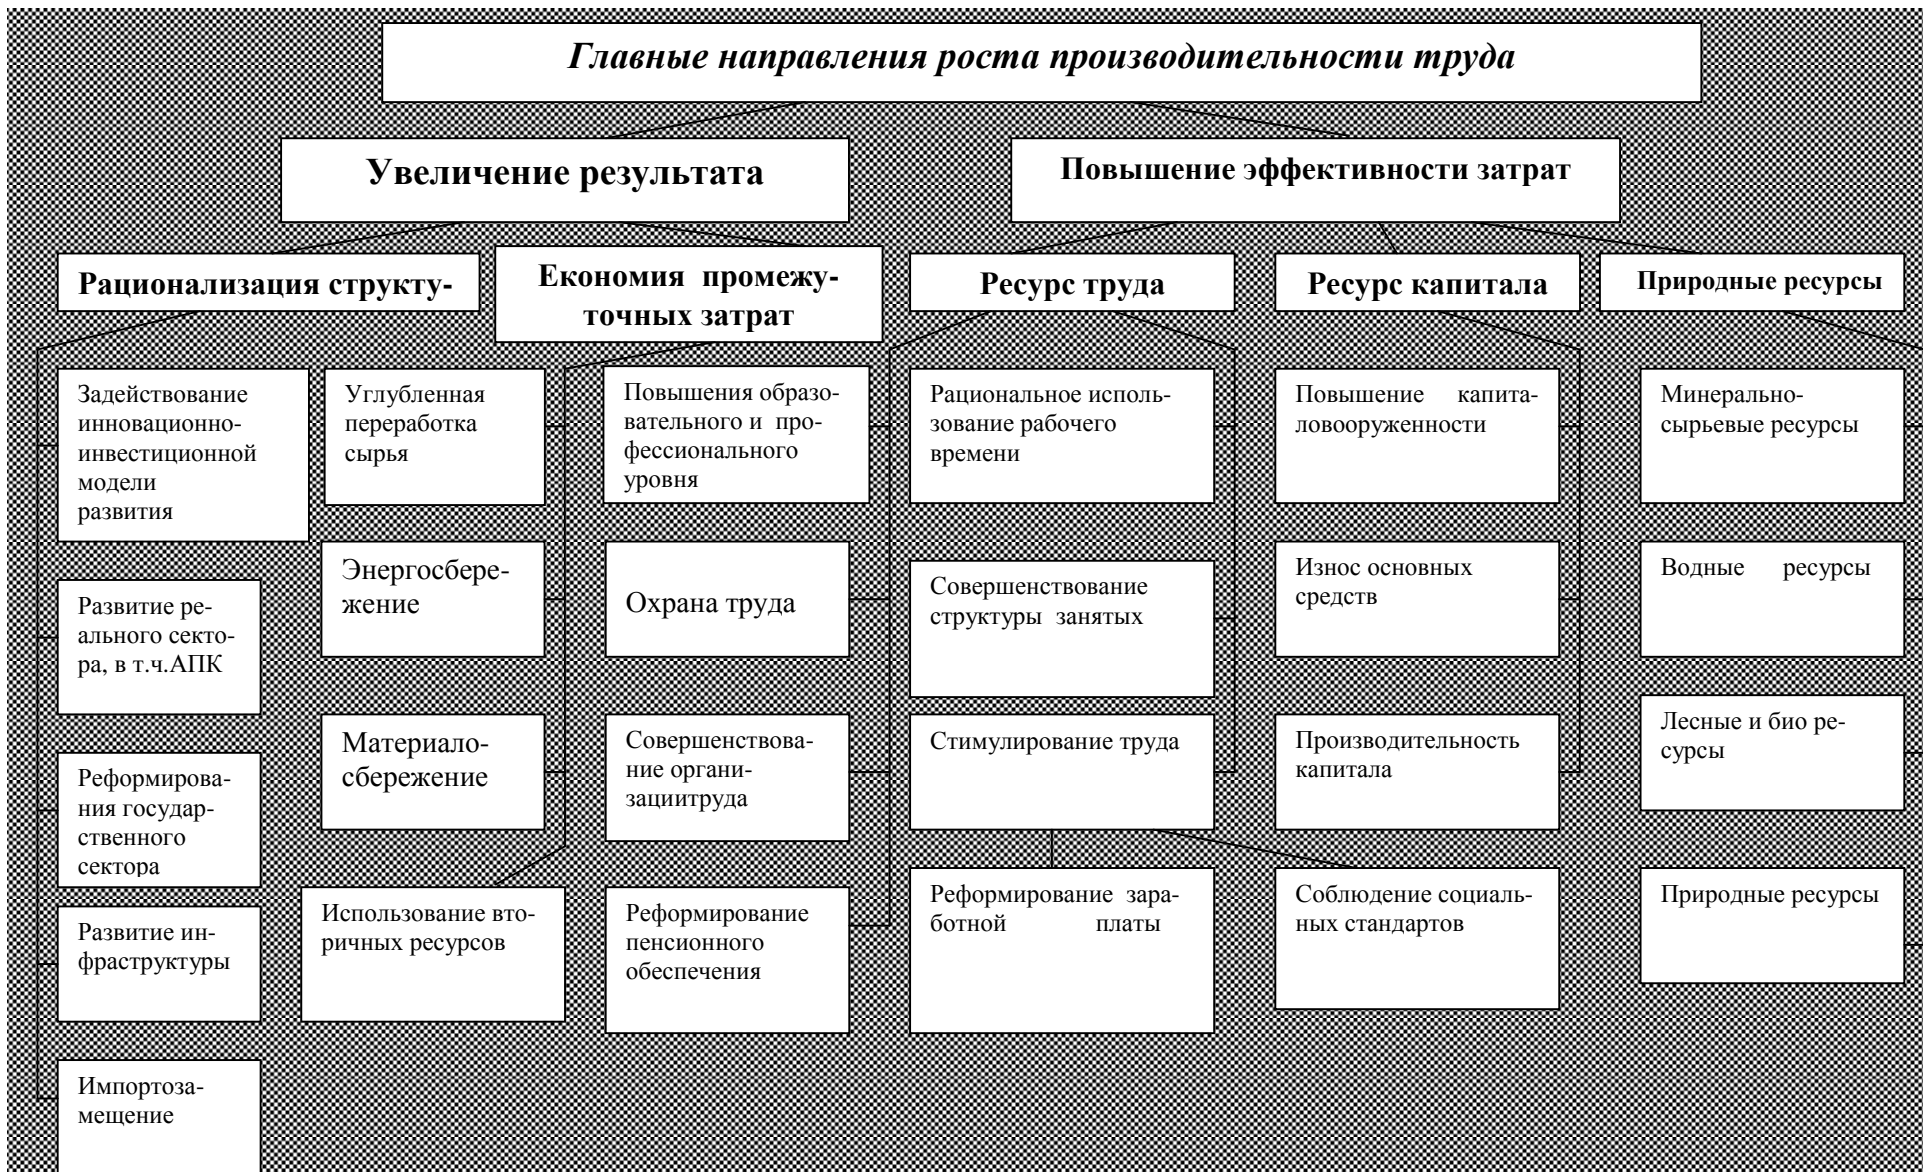 Главные направления роста производительности труда
Увеличение результата
Повышение эффективности затрат
Рационализация структу-
Економия промежу-
точных затрат
Ресурс труда
Ресурс капитала
Природные ресурсы
Задействование
инновационно-
инвестиционной
модели
развития
Углубленная
переработка
сырья
Повышения образо-
вательного и про-
фессионального
уровня
Рациональное исполь-
зование рабочего
времени
Повышение капита-
ловооруженности
Минерально-
сырьевые ресурсы
Развитие ре-
ального секто-
ра, в т.ч.АПК
Энергосбере-
жение
Охрана труда
Совершенствование
структуры занятых
Износ основных
средств
Водные ресурсы
Реформирова-
ния государ-
ственного
сектора
Материало-
сбережение
Совершенствова-
ние органи-
зациитруда
Стимулирование труда
Производительность
капитала
Лесные и био ре-
сурсы
Развитие ин-
фраструктуры
Использование вто-
ричных ресурсов
Реформирование
пенсионного
обеспечения
Реформирование зара-
ботной платы
Соблюдение социаль-
ных стандартов
Природные ресурсы
Импортоза-
мещение